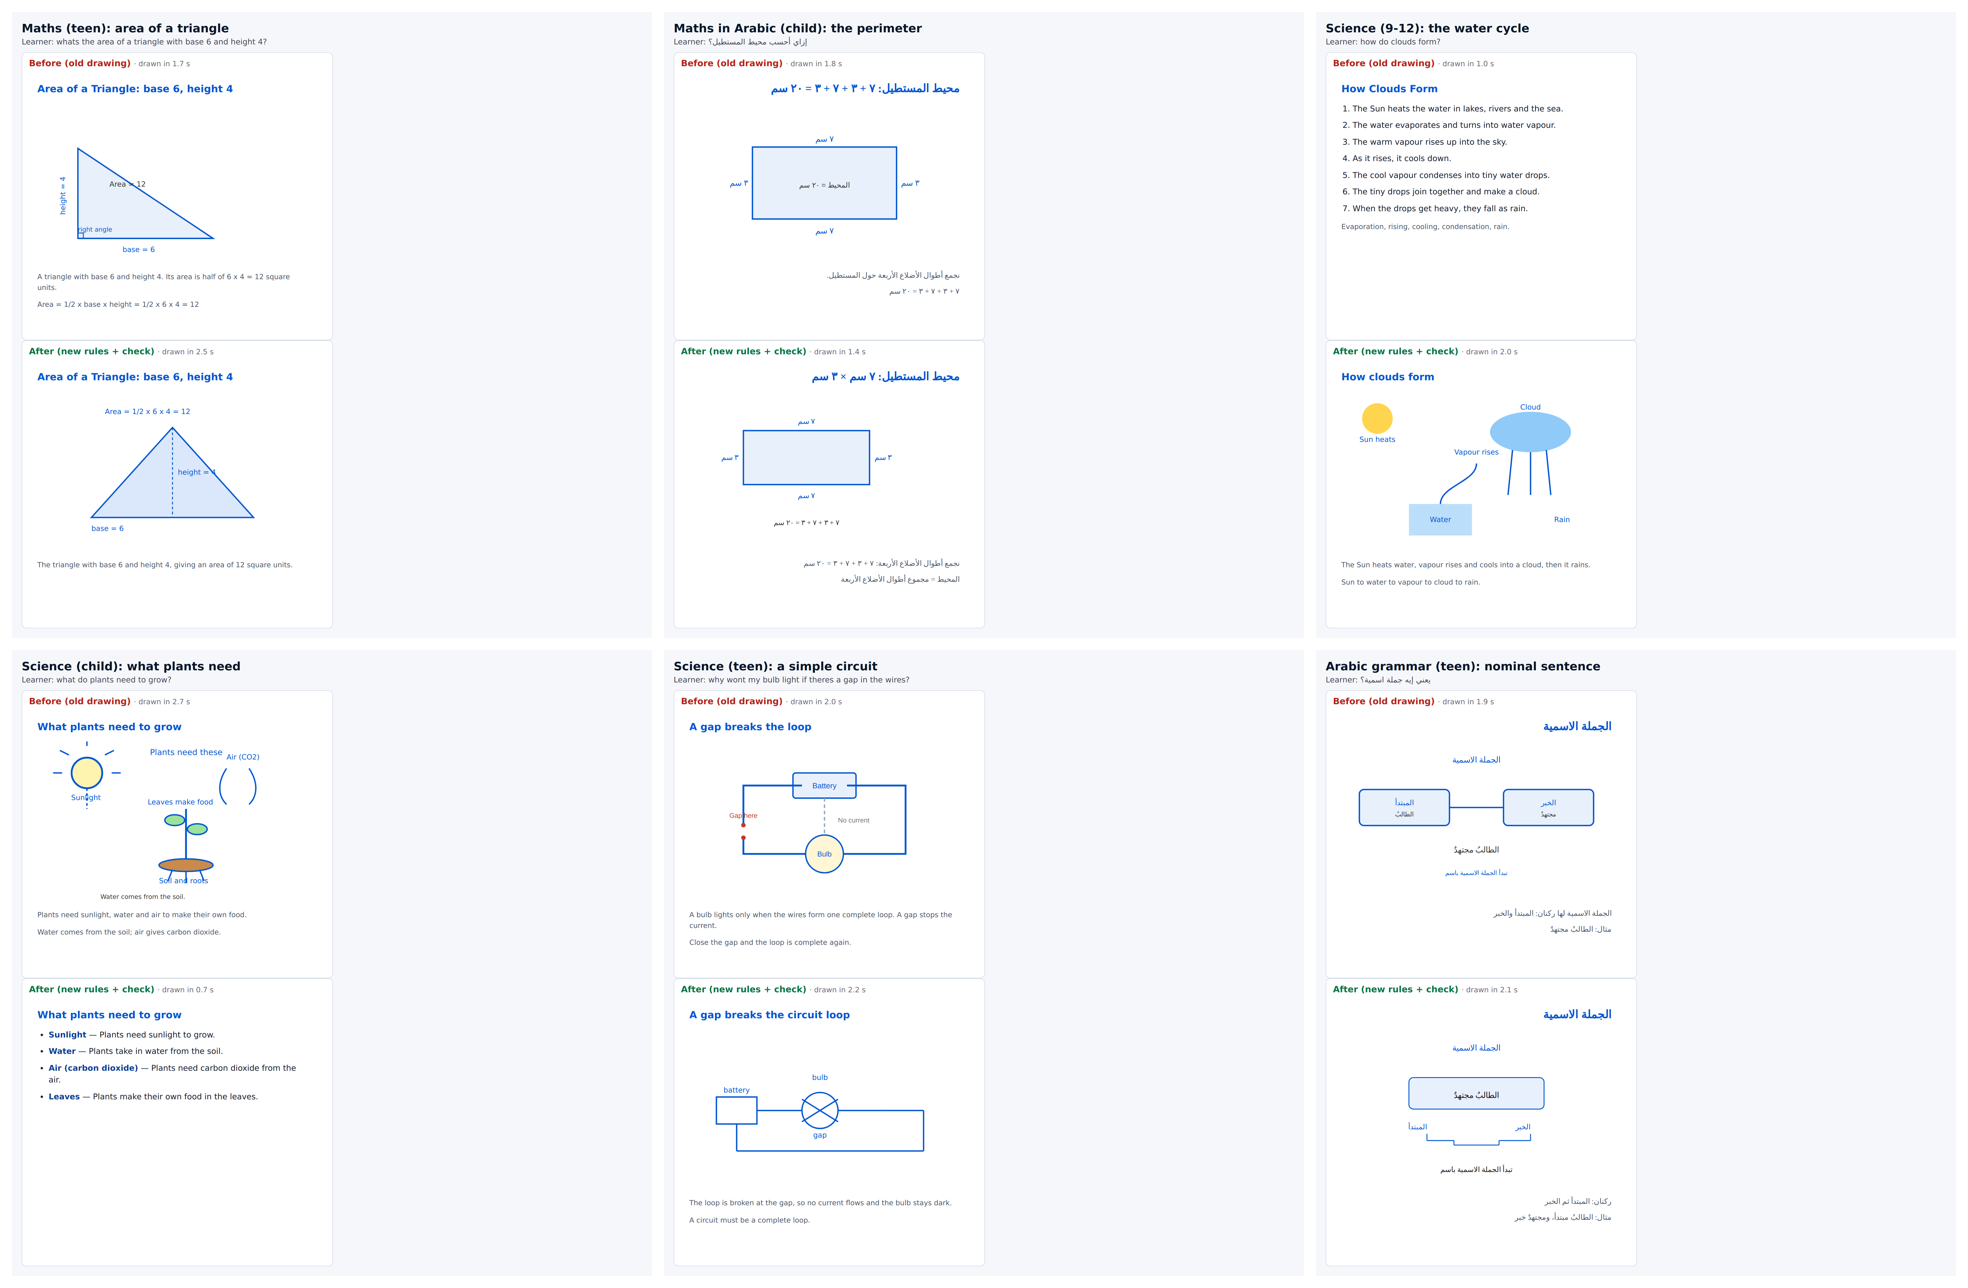 Maths (teen): area of a triangle
Learner: whats the area of a triangle with base 6 and height 4?
Before (old drawing) · drawn in 1.7 s
Area of a Triangle: base 6, height 4
height = 4
Area = 12
right angle
base = 6
A triangle with base 6 and height 4. Its area is half of 6 x 4 = 12 square
units.
Area = 1/2 x base x height = 1/2 x 6 x 4 = 12
After (new rules + check) · drawn in 2.5 s
Area of a Triangle: base 6, height 4
Area = 1/2 x 6 x 4 = 12
height = 4
base = 6
The triangle with base 6 and height 4, giving an area of 12 square units.
Maths in Arabic (child): the perimeter
Learner: إزاي أحسب محيط المستطيل؟
Before (old drawing) · drawn in 1.8 s
محيط المستطيل: ٧ + ٣ + ٧ + ٣ = ٢٠ سم
٧ سم
٣ سم
المحيط = ٢٠ سم
٣ سم
٧ سم
نجمع أطوال الأضلاع الأربعة حول المستطيل.
٧ + ٣ + ٧ + ٣ = ٢٠ سم
After (new rules + check) · drawn in 1.4 s
محيط المستطيل: ٧ سم × ٣ سم
٧ سم
٣ سم
٣ سم
٧ سم
٧ + ٣ + ٧ + ٣ = ٢٠ سم
نجمع أطوال الأضلاع الأربعة: ٧ + ٣ + ٧ + ٣ = ٢٠ سم
المحيط = مجموع أطوال الأضلاع الأربعة
Science (9-12): the water cycle
Learner: how do clouds form?
Before (old drawing) · drawn in 1.0 s
How Clouds Form
1. The Sun heats the water in lakes, rivers and the sea.
2. The water evaporates and turns into water vapour.
3. The warm vapour rises up into the sky.
4. As it rises, it cools down.
5. The cool vapour condenses into tiny water drops.
6. The tiny drops join together and make a cloud.
7. When the drops get heavy, they fall as rain.
Evaporation, rising, cooling, condensation, rain.
After (new rules + check) · drawn in 2.0 s
How clouds form
Cloud
Sun heats
Vapour rises
Water
Rain
The Sun heats water, vapour rises and cools into a cloud, then it rains.
Sun to water to vapour to cloud to rain.
Science (child): what plants need
Learner: what do plants need to grow?
Before (old drawing) · drawn in 2.7 s
What plants need to grow
Plants need these
Air (CO2)
Sunlight
Leaves make food
Soil and roots
Water comes from the soil.
Plants need sunlight, water and air to make their own food.
Water comes from the soil; air gives carbon dioxide.
After (new rules + check) · drawn in 0.7 s
What plants need to grow
• Sunlight — Plants need sunlight to grow.
• Water — Plants take in water from the soil.
• Air (carbon dioxide) — Plants need carbon dioxide from the
air.
• Leaves — Plants make their own food in the leaves.
Science (teen): a simple circuit
Learner: why wont my bulb light if theres a gap in the wires?
Before (old drawing) · drawn in 2.0 s
A gap breaks the loop
Battery
Gap here
No current
Bulb
A bulb lights only when the wires form one complete loop. A gap stops the
current.
Close the gap and the loop is complete again.
After (new rules + check) · drawn in 2.2 s
A gap breaks the circuit loop
bulb
battery
gap
The loop is broken at the gap, so no current flows and the bulb stays dark.
A circuit must be a complete loop.
Arabic grammar (teen): nominal sentence
Learner: يعني إيه جملة اسمية؟
Before (old drawing) · drawn in 1.9 s
الجملة الاسمية
الجملة الاسمية
الخبر
مجتهدٌ
المبتدأ
الطالبُ
الطالبُ مجتهدٌ
تبدأ الجملة الاسمية باسم
الجملة الاسمية لها ركنان: المبتدأ والخبر
مثال: الطالبُ مجتهدٌ
After (new rules + check) · drawn in 2.1 s
الجملة الاسمية
الجملة الاسمية
الطالبُ مجتهدٌ
الخبر
المبتدأ
تبدأ الجملة الاسمية باسم
ركنان: المبتدأ ثم الخبر
مثال: الطالبُ مبتدأ، ومجتهدٌ خبر